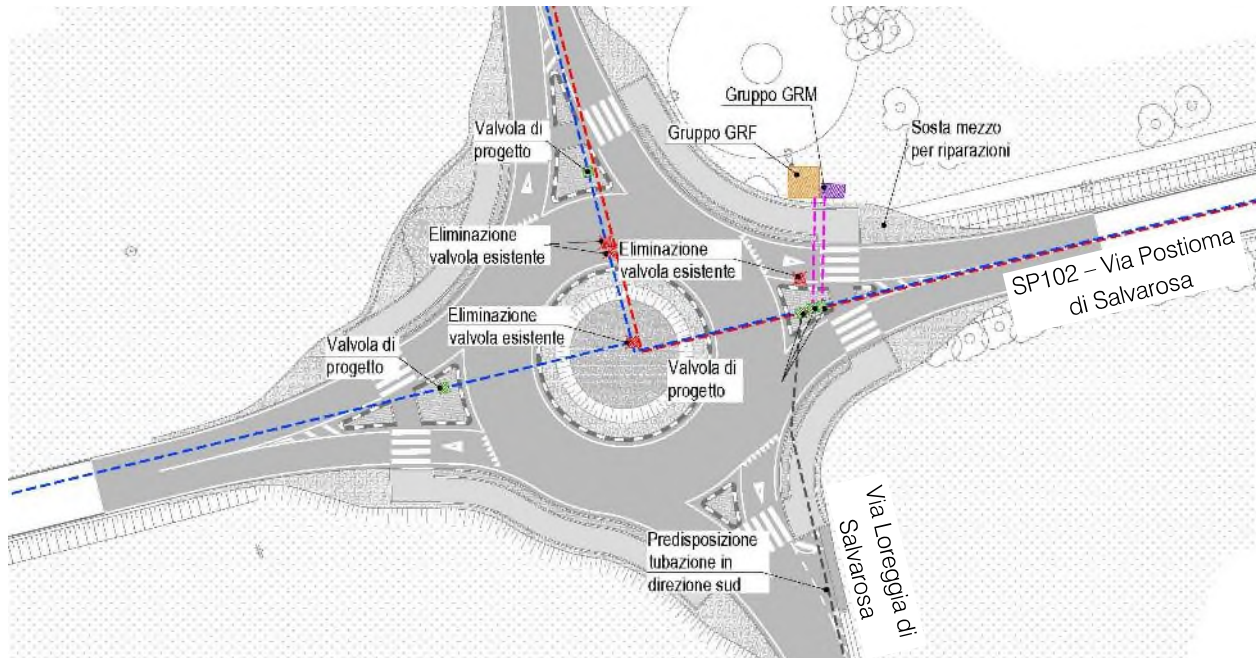 Gruppo GRM
Valvola di
progetto
Gruppo GRF
Sosta mezzo
per riparazioni
Eliminazione
valvola esistente
Eliminazione
valvola esistente
SP102 – Via Postioma
di Salvarosa
Eliminazione
valvola esistente
Valvola di
progetto
Valvola di
progetto
Via Loreggia di
Salvarosa
Predisposizione
tubazione in
direzione sud